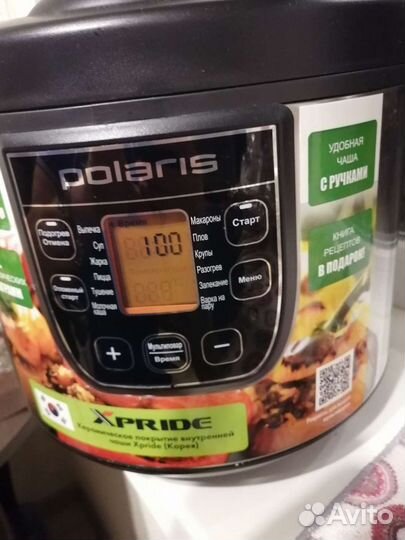 polaris
УДОБНАЯ
ЧАША
С РУЧКАМИ
КНИГА
РЕЦЕПТОВ
В ПОДАРОК!
Подогрев
Отмена
Отложенный
старт
Выпечка
Суп
Жарка
Пицца
Тушение
Молочная
каша
Время
100
Макароны
Плов
Крупы
Разогрев
Запекание
Варка на
пару
Старт
Меню
+
Мультиповар
Время
−
XPRIDE
Керамическое покрытие внутренней
чаши Xpride (Корея)
Avito